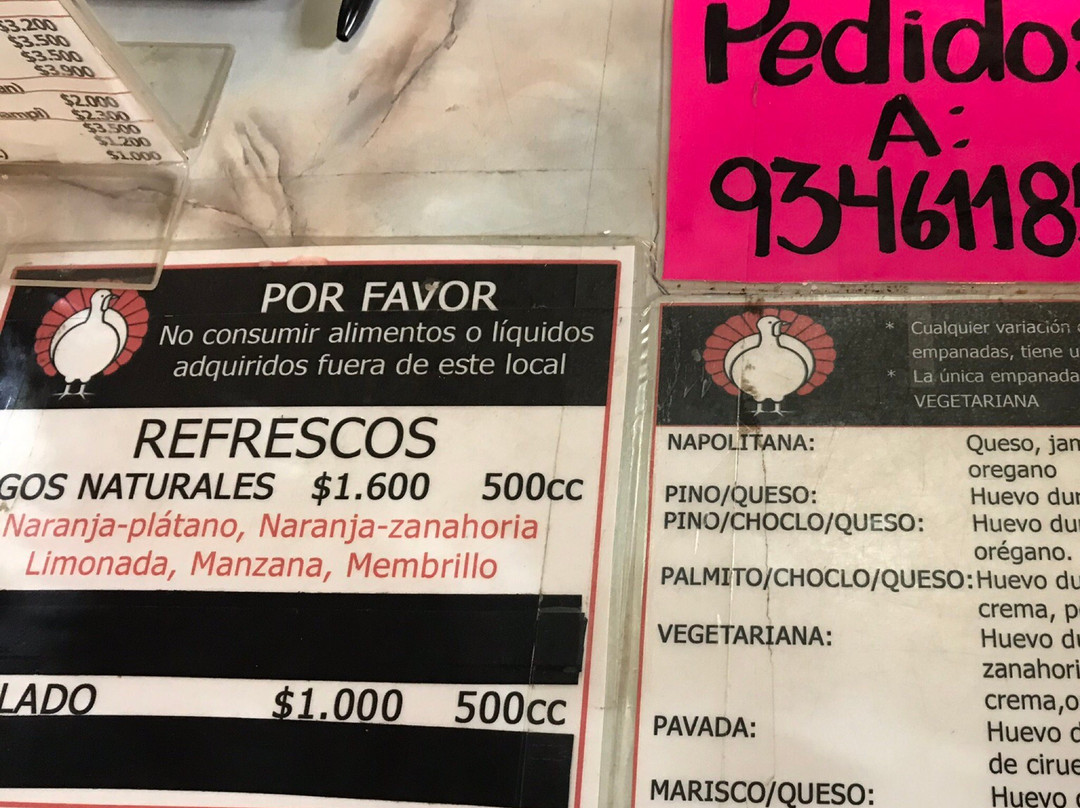 $3.200
$3.500
$3.500
$3.900
$2.000
$2.300
$3.500
$1.200
$1.000
Pedidos
A:
93461185
POR FAVOR
No consumir alimentos o líquidos
adquiridos fuera de este local
REFRESCOS
GOS NATURALES $1.600 500cc
Naranja-plátano, Naranja-zanahoria
Limonada, Manzana, Membrillo
LADO $1.000 500cc
* Cualquier variación
empanadas, tiene u
* La única empanada
VEGETARIANA
NAPOLITANA: Queso, jam
oregano
PINO/QUESO: Huevo dur
PINO/CHOCLO/QUESO: Huevo du
orégano.
PALMITO/CHOCLO/QUESO: Huevo du
crema, p
VEGETARIANA: Huevo du
zanahori
crema,o
PAVADA: Huevo d
de cirue
MARISCO/QUESO: Huevo